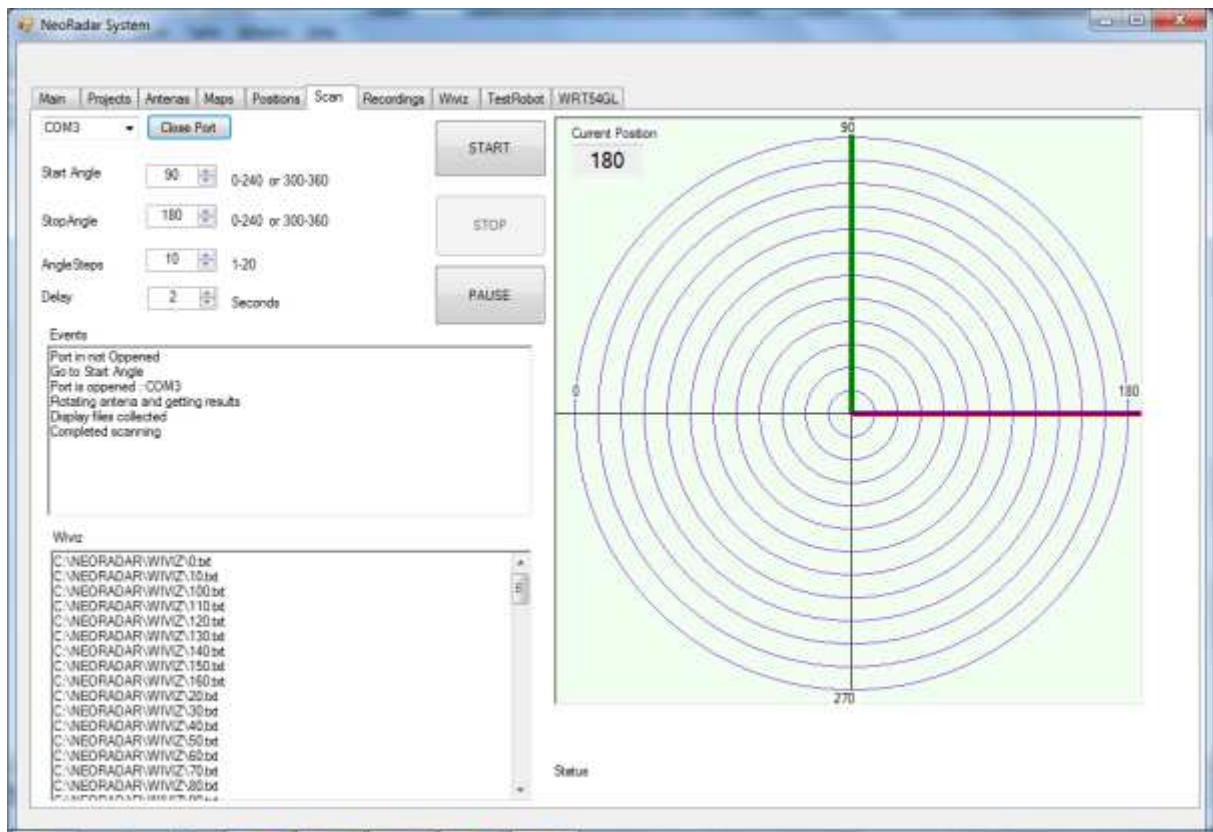 NeoRadar System
Main Projects Antenas Maps Positions Scan Recordings Wiviz TestRobot WRT54GL
COM3 Close Port
START
Current Position
180
90
Start Angle 90 0-240 or 300-360
StopAngle 180 0-240 or 300-360
STOP
AngleSteps 10 1-20
Delay 2 Seconds
PAUSE
Events
Port in not Oppened
Go to Start Angle
Port is oppened : COM3
Rotating antena and getting results
Display files collected
Completed scanning
0
180
270
Wiviz
C:\NEORADAR\WIVIZ\0.txt
C:\NEORADAR\WIVIZ\10.txt
C:\NEORADAR\WIVIZ\100.txt
C:\NEORADAR\WIVIZ\110.txt
C:\NEORADAR\WIVIZ\120.txt
C:\NEORADAR\WIVIZ\130.txt
C:\NEORADAR\WIVIZ\140.txt
C:\NEORADAR\WIVIZ\150.txt
C:\NEORADAR\WIVIZ\160.txt
C:\NEORADAR\WIVIZ\20.txt
C:\NEORADAR\WIVIZ\30.txt
C:\NEORADAR\WIVIZ\40.txt
C:\NEORADAR\WIVIZ\50.txt
C:\NEORADAR\WIVIZ\60.txt
C:\NEORADAR\WIVIZ\70.txt
C:\NEORADAR\WIVIZ\80.txt
Status